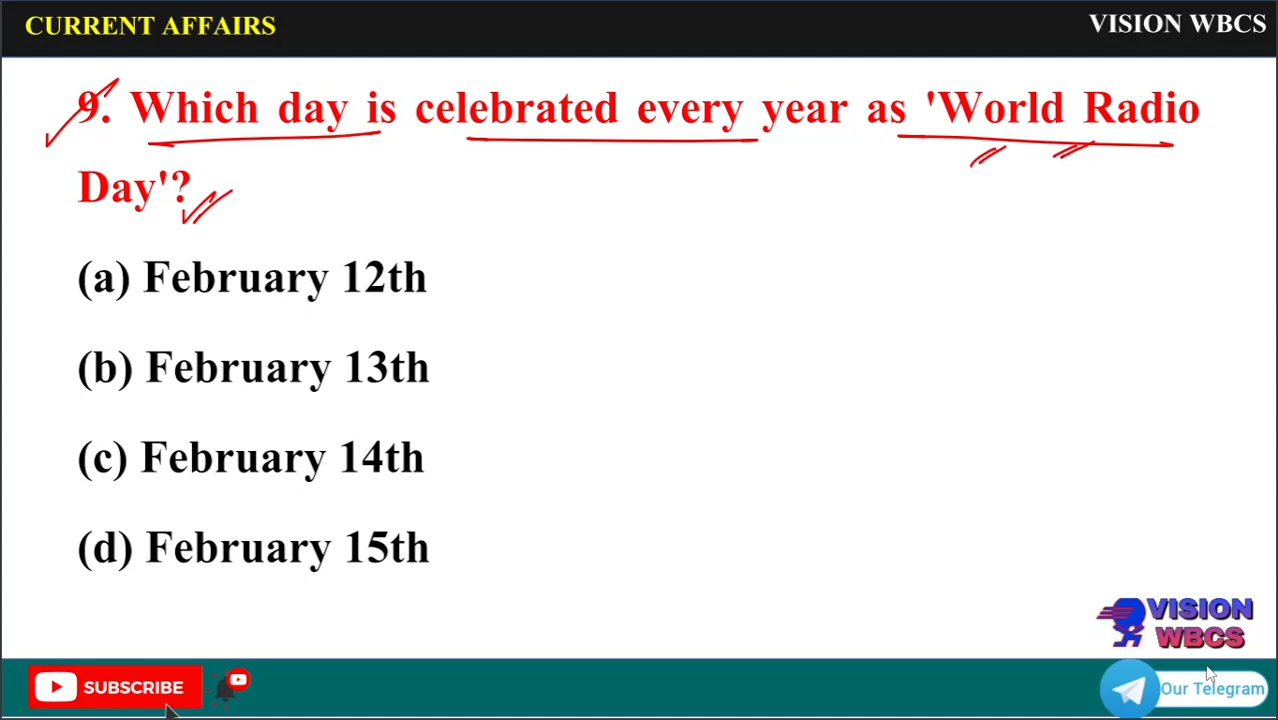 CURRENT AFFAIRS
VISION WBCS
9. Which day is celebrated every year as 'World Radio
Day'?
(a) February 12th
(b) February 13th
(c) February 14th
(d) February 15th
VISION
WBCS
SUBSCRIBE
Our Telegram